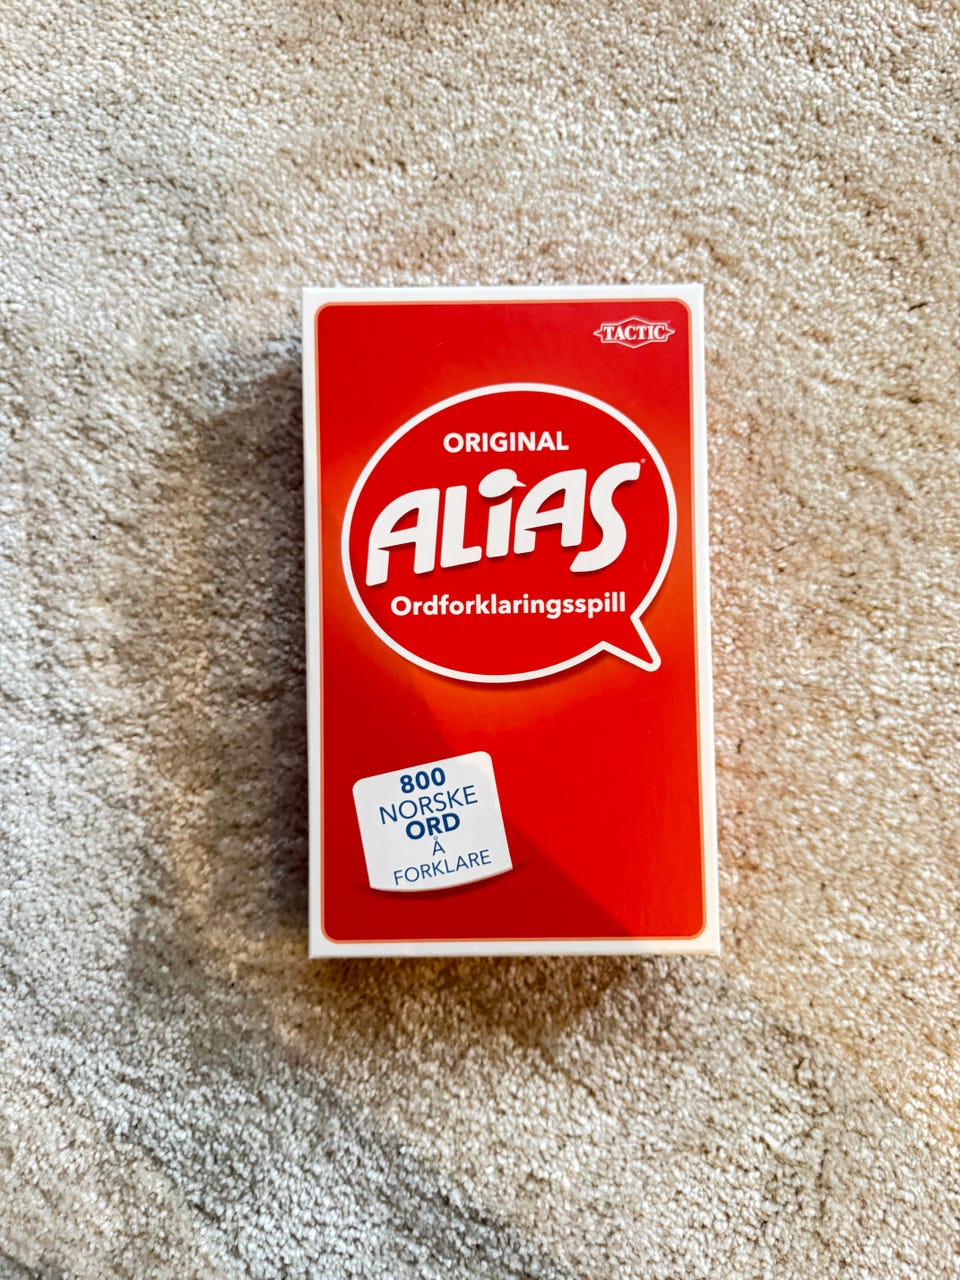 TACTIC
ORIGINAL
ALiAS®
Ordforklaringsspill
800
NORSKE
ORD
Å
FORKLARE